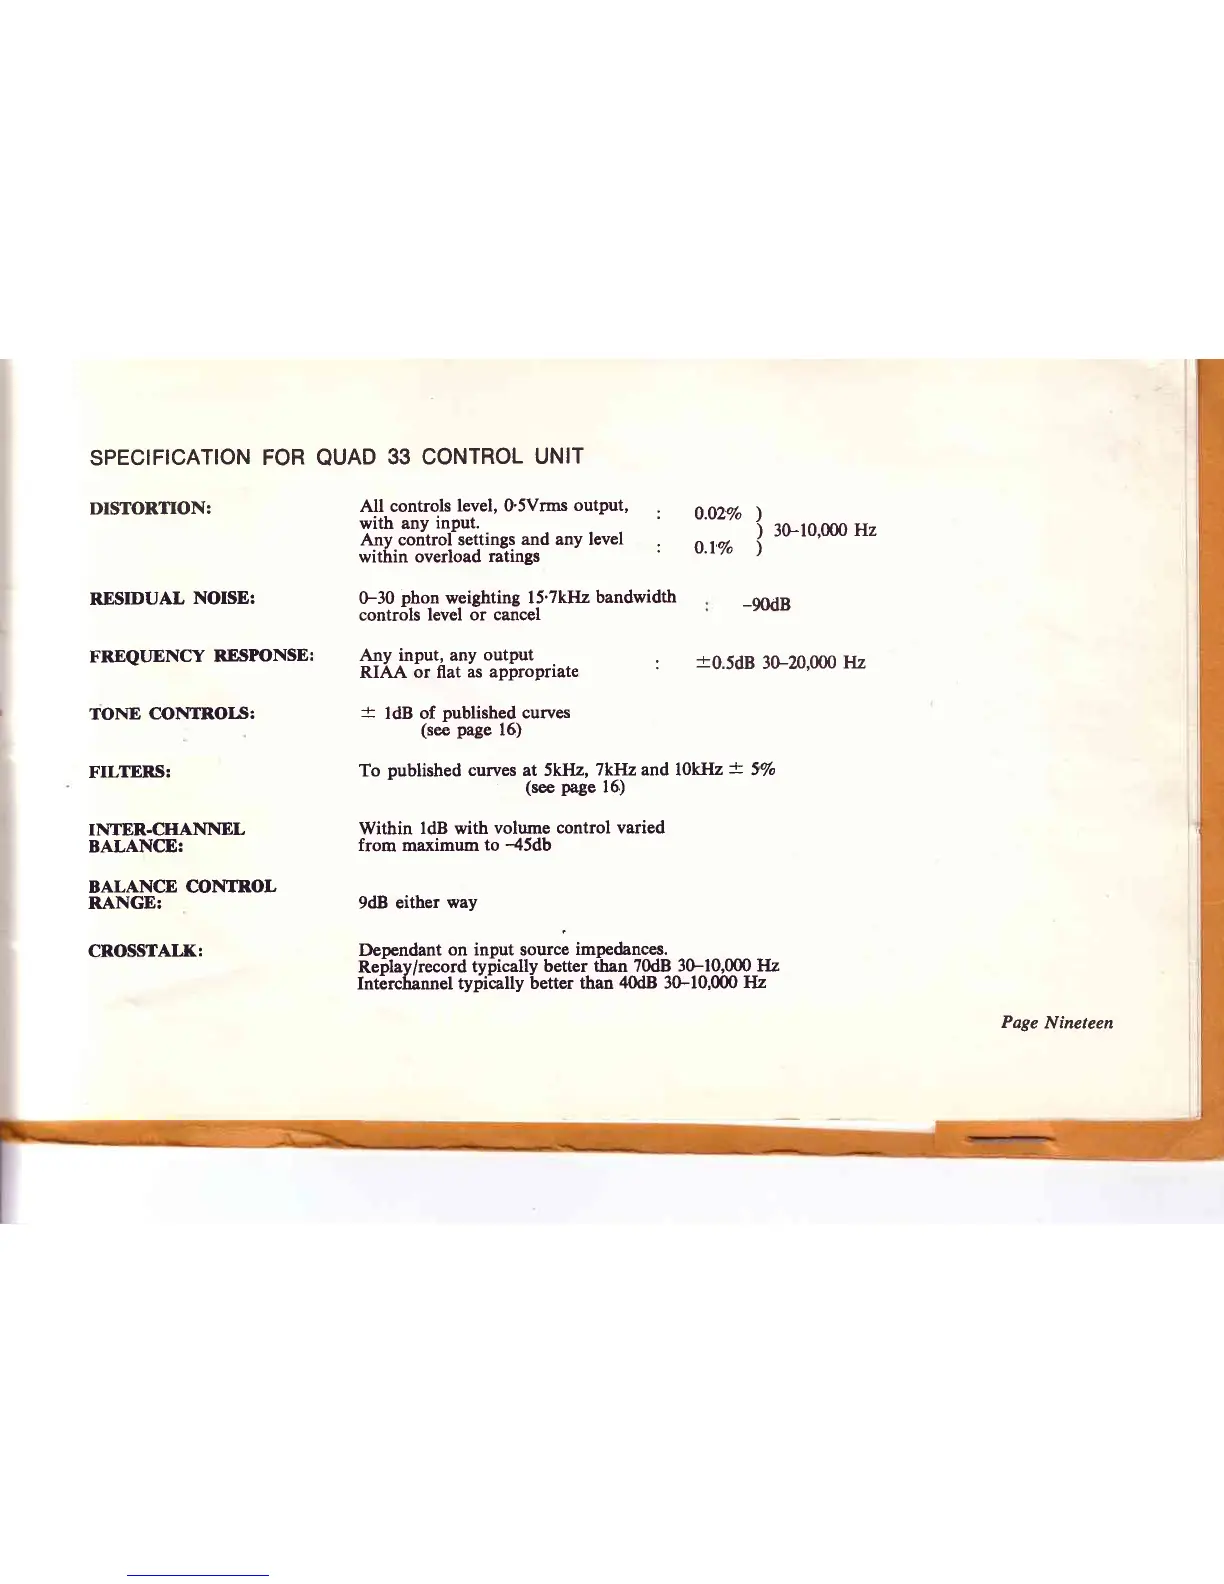 SPECIFICATION FOR QUAD 33 CONTROL UNIT
DISTORTION: All controls level, 0·5Vrms output, with any input. : 0.02% )
) 30–10,000 Hz
Any control settings and any level within overload ratings : 0.1% )
RESIDUAL NOISE: 0–30 phon weighting 15·7kHz bandwidth
controls level or cancel : –90dB
FREQUENCY RESPONSE: Any input, any output
RIAA or flat as appropriate : ±0.5dB 30–20,000 Hz
TONE CONTROLS: ± 1dB of published curves
(see page 16)
FILTERS: To published curves at 5kHz, 7kHz and 10kHz ± 5%
(see page 16)
INTER-CHANNEL
BALANCE:
Within 1dB with volume control varied
from maximum to –45db
BALANCE CONTROL
RANGE: 9dB either way
CROSSTALK: Dependant on input source impedances.
Replay/record typically better than 70dB 30–10,000 Hz
Interchannel typically better than 40dB 30–10,000 Hz
Page Nineteen